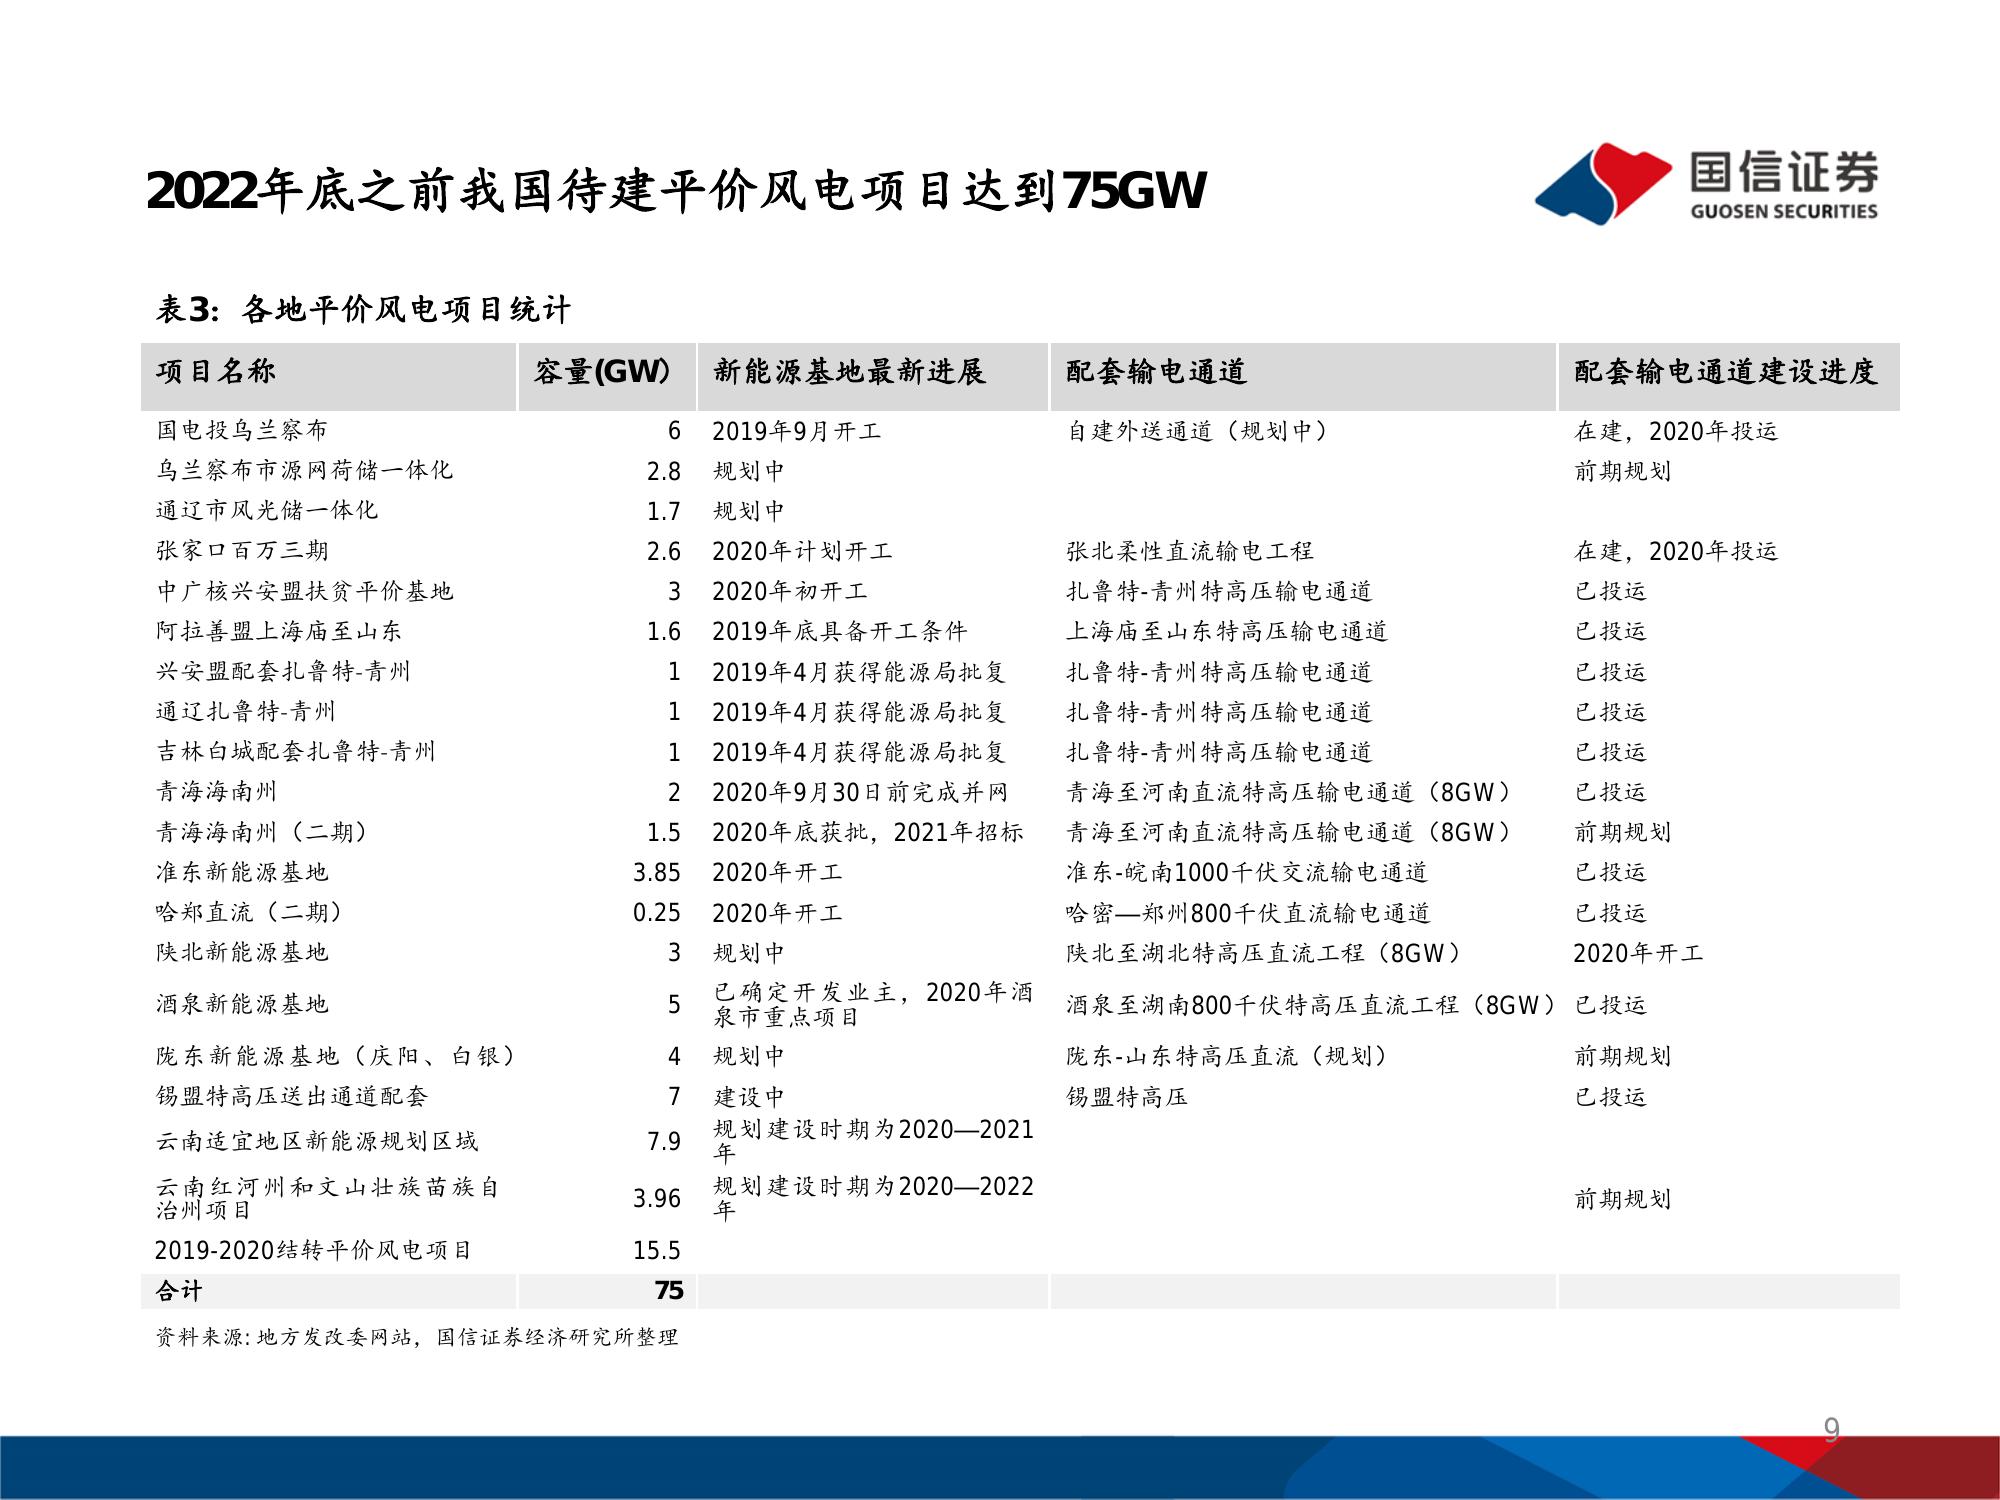 2022年底之前我国待建平价风电项目达到75GW
国信证券
GUOSEN SECURITIES
表3：各地平价风电项目统计
项目名称 容量(GW) 新能源基地最新进展 配套输电通道 配套输电通道建设进度
国电投乌兰察布 6 2019年9月开工 自建外送通道（规划中） 在建，2020年投运
乌兰察布市源网荷储一体化 2.8 规划中 前期规划
通辽市风光储一体化 1.7 规划中
张家口百万三期 2.6 2020年计划开工 张北柔性直流输电工程 在建，2020年投运
中广核兴安盟扶贫平价基地 3 2020年初开工 扎鲁特-青州特高压输电通道 已投运
阿拉善盟上海庙至山东 1.6 2019年底具备开工条件 上海庙至山东特高压输电通道 已投运
兴安盟配套扎鲁特-青州 1 2019年4月获得能源局批复 扎鲁特-青州特高压输电通道 已投运
通辽扎鲁特-青州 1 2019年4月获得能源局批复 扎鲁特-青州特高压输电通道 已投运
吉林白城配套扎鲁特-青州 1 2019年4月获得能源局批复 扎鲁特-青州特高压输电通道 已投运
青海海南州 2 2020年9月30日前完成并网 青海至河南直流特高压输电通道（8GW） 已投运
青海海南州（二期） 1.5 2020年底获批，2021年招标 青海至河南直流特高压输电通道（8GW） 前期规划
准东新能源基地 3.85 2020年开工 准东-皖南1000千伏交流输电通道 已投运
哈郑直流（二期） 0.25 2020年开工 哈密—郑州800千伏直流输电通道 已投运
陕北新能源基地 3 规划中 陕北至湖北特高压直流工程（8GW） 2020年开工
酒泉新能源基地 5 已确定开发业主，2020年酒
泉市重点项目 酒泉至湖南800千伏特高压直流工程（8GW） 已投运
陇东新能源基地（庆阳、白银） 4 规划中 陇东-山东特高压直流（规划） 前期规划
锡盟特高压送出通道配套 7 建设中 锡盟特高压 已投运
云南适宜地区新能源规划区域 7.9 规划建设时期为2020—2021
年
云南红河州和文山壮族苗族自
治州项目 3.96 规划建设时期为2020—2022
年 前期规划
2019-2020结转平价风电项目 15.5
合计 75
资料来源：地方发改委网站，国信证券经济研究所整理
9